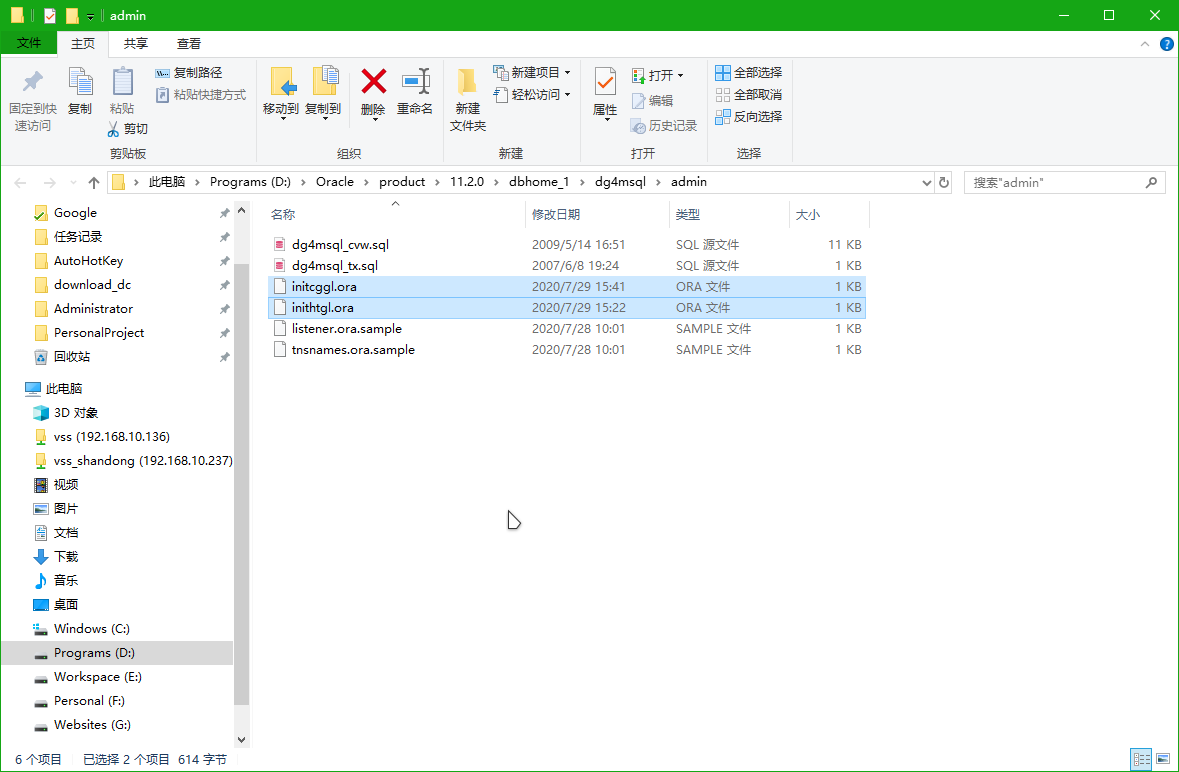 admin
文件 主页 共享 查看
固定到快速访问
复制
粘贴
复制路径
粘贴快捷方式
剪切
剪贴板
移动到 复制到 删除 重命名
组织
新建文件夹
新建项目
轻松访问
新建
属性
打开
编辑
历史记录
打开
全部选择
全部取消
反向选择
选择
此电脑 Programs (D:) Oracle product 11.2.0 dbhome_1 dg4msql admin
搜索"admin"
Google
任务记录
AutoHotKey
download_dc
Administrator
PersonalProject
回收站
此电脑
3D 对象
vss (192.168.10.136)
vss_shandong (192.168.10.237)
视频
图片
文档
下载
音乐
桌面
Windows (C:)
Programs (D:)
Workspace (E:)
Personal (F:)
Websites (G:)
名称 修改日期 类型 大小
dg4msql_cvw.sql 2009/5/14 16:51 SQL 源文件 11 KB
dg4msql_tx.sql 2007/6/8 19:24 SQL 源文件 1 KB
initcggl.ora 2020/7/29 15:41 ORA 文件 1 KB
inithtgl.ora 2020/7/29 15:22 ORA 文件 1 KB
listener.ora.sample 2020/7/28 10:01 SAMPLE 文件 1 KB
tnsnames.ora.sample 2020/7/28 10:01 SAMPLE 文件 1 KB
6 个项目 已选择 2 个项目 614 字节